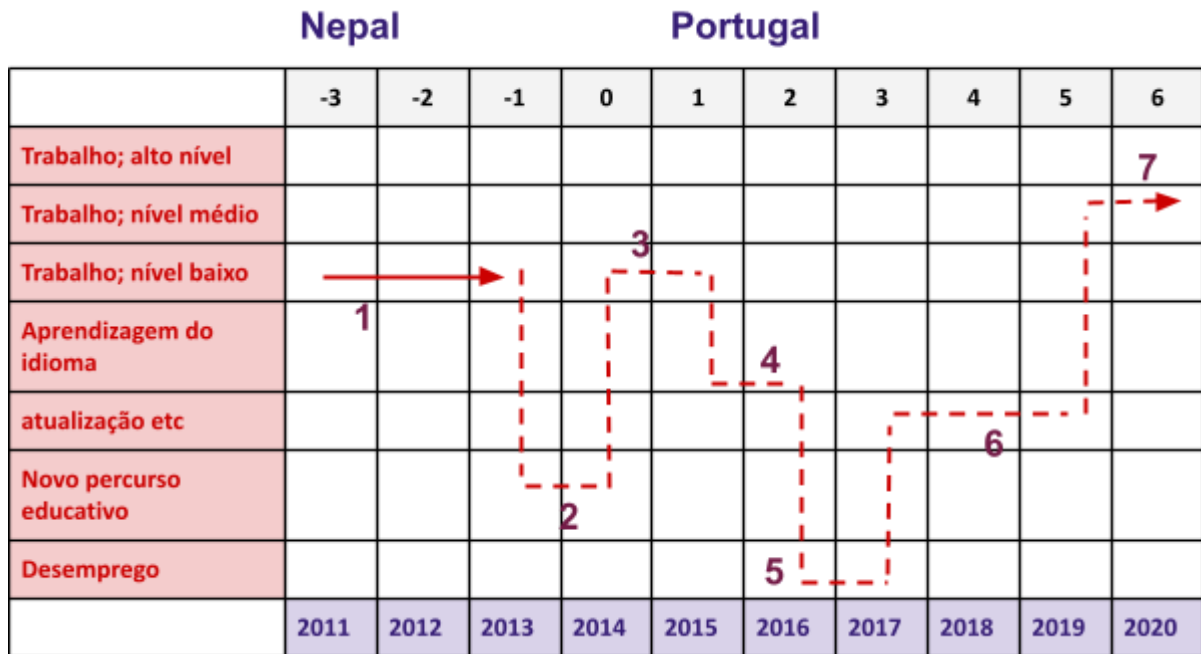 Nepal Portugal
-3 -2 -1 0 1 2 3 4 5 6
Trabalho; alto nível
7
Trabalho; nível médio
3
Trabalho; nível baixo
1
Aprendizagem do
idioma
4
atualização etc
6
Novo percurso
educativo
2
Desemprego
5
2011 2012 2013 2014 2015 2016 2017 2018 2019 2020